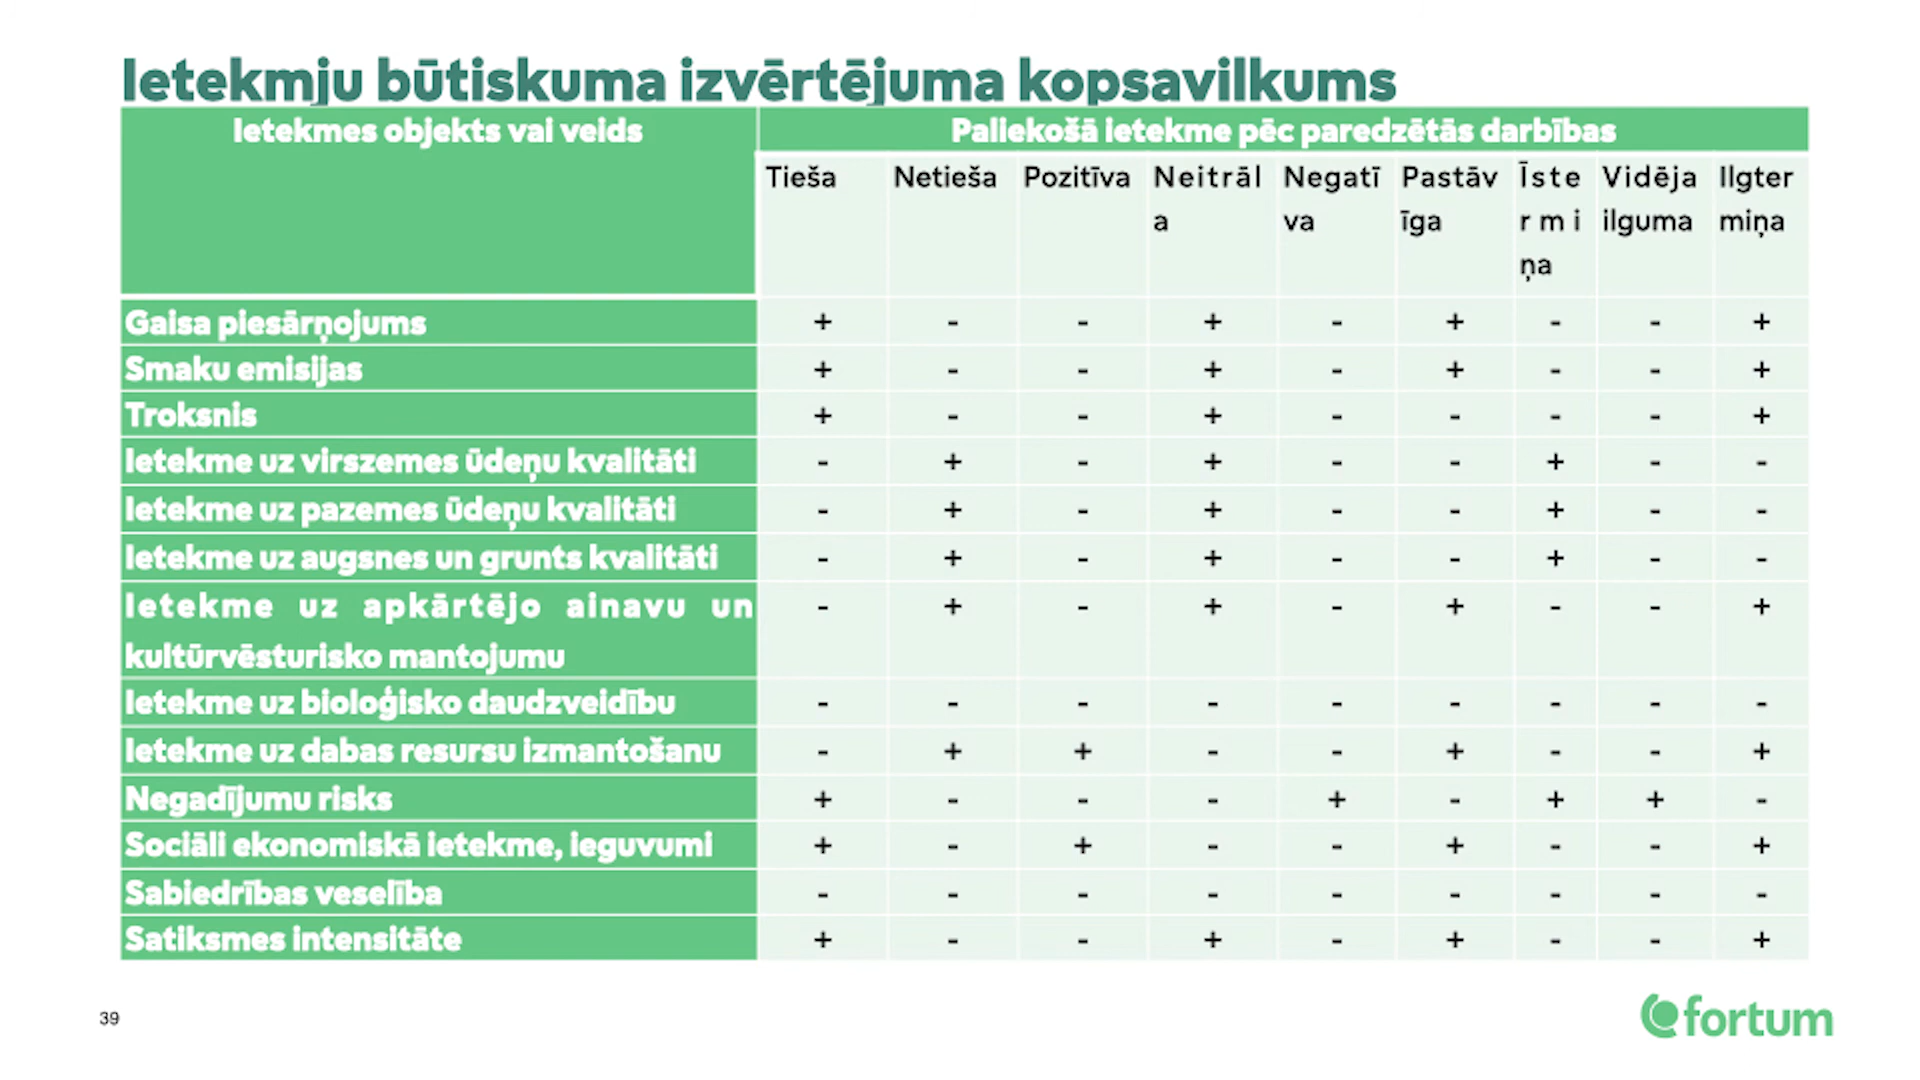 Ietekmju būtiskuma izvērtējuma kopsavilkums
Ietekmes objekts vai veids Paliekošā ietekme pēc paredzētās darbības
Tieša Netieša Pozitīva Neitrāl Negatī Pastāv Īste Vidēja Ilgter
a va īga rmi ilguma miņa
ņa
Gaisa piesārņojums + - - + - + - - +
Smaku emisijas + - - + - + - - +
Troksnis + - - + - - - - +
Ietekme uz virszemes ūdeņu kvalitāti - + - + - - + - -
Ietekme uz pazemes ūdeņu kvalitāti - + - + - - + - -
Ietekme uz augsnes un grunts kvalitāti - + - + - - + - -
Ietekme uz apkārtējo ainavu un - + - + - + - - +
kultūrvēsturisko mantojumu
Ietekme uz bioloģisko daudzveidību - - - - - - - - -
Ietekme uz dabas resursu izmantošanu - + + - - + - - +
Negadījumu risks + - - - + - + + -
Sociāli ekonomiskā ietekme, ieguvumi + - + - - + - - +
Sabiedrības veselība - - - - - - - - -
Satiksmes intensitāte + - - + - + - - +
39
fortum